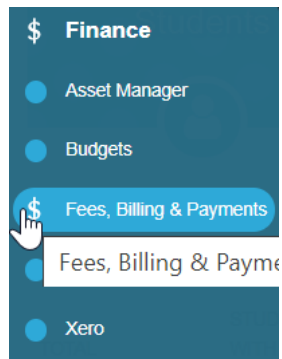 $ Finance
Asset Manager
Budgets
$ Fees, Billing & Payments
Fees, Billing & Payme
Xero